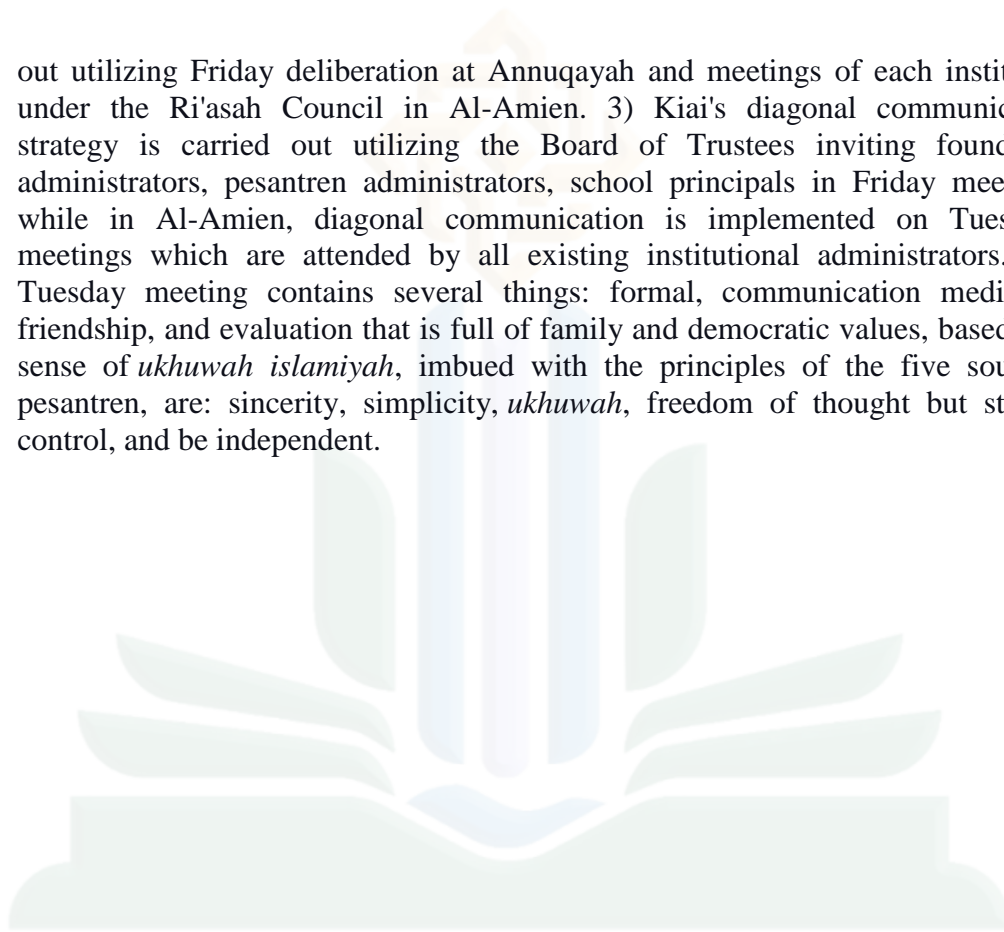 out utilizing Friday deliberation at Annuqayah and meetings of each instit
under the Ri'asah Council in Al-Amien. 3) Kiai's diagonal communic
strategy is carried out utilizing the Board of Trustees inviting found
administrators, pesantren administrators, school principals in Friday mee
while in Al-Amien, diagonal communication is implemented on Tues
meetings which are attended by all existing institutional administrators.
Tuesday meeting contains several things: formal, communication medi
friendship, and evaluation that is full of family and democratic values, based
sense of ukhuwah islamiyah, imbued with the principles of the five sou
pesantren, are: sincerity, simplicity, ukhuwah, freedom of thought but st
control, and be independent.